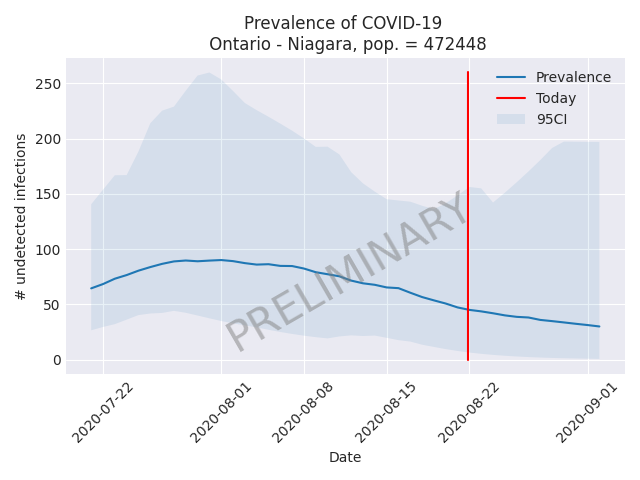 Prevalence of COVID-19
Ontario - Niagara, pop. = 472448
Prevalence
Today
95CI
# undetected infections
250
200
150
100
50
0
PRELIMINARY
2020-07-22
2020-08-01
2020-08-08
2020-08-15
2020-08-22
2020-09-01
Date